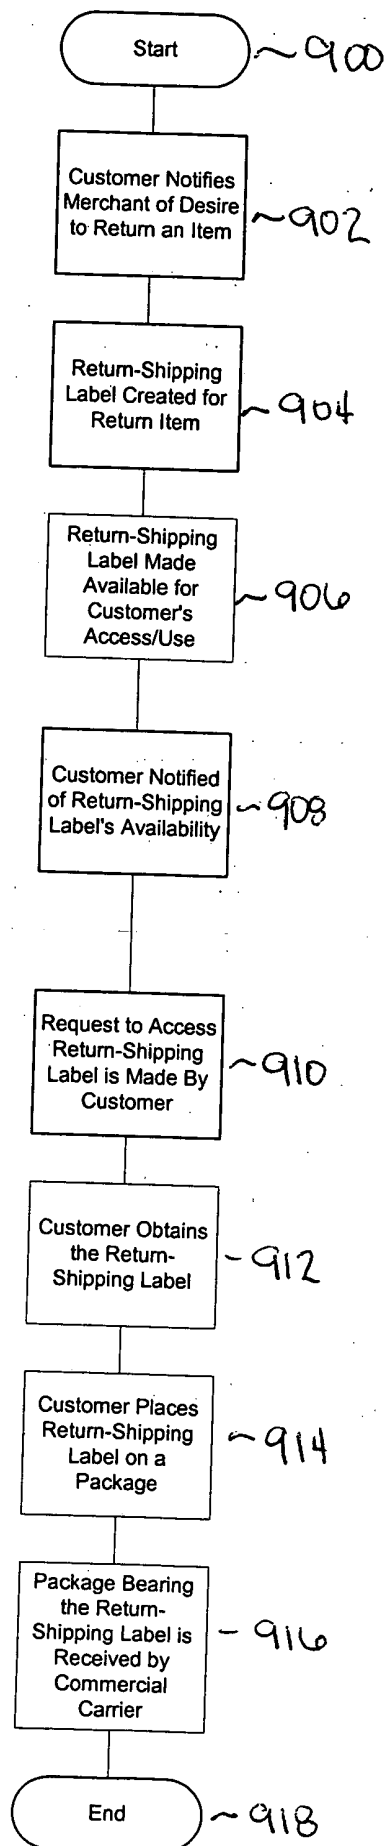 Start
~900
Customer Notifies
Merchant of Desire
to Return an Item
~902
Return-Shipping
Label Created for
Return Item
~904
Return-Shipping
Label Made
Available for
Customer's
Access/Use
~906
Customer Notified
of Return-Shipping
Label's Availability
~908
Request to Access
Return-Shipping
Label is Made By
Customer
~910
Customer Obtains
the Return-
Shipping Label
-912
Customer Places
Return-Shipping
Label on a
Package
~914
Package Bearing
the Return-
Shipping Label is
Received by
Commercial
Carrier
-916
End
~918